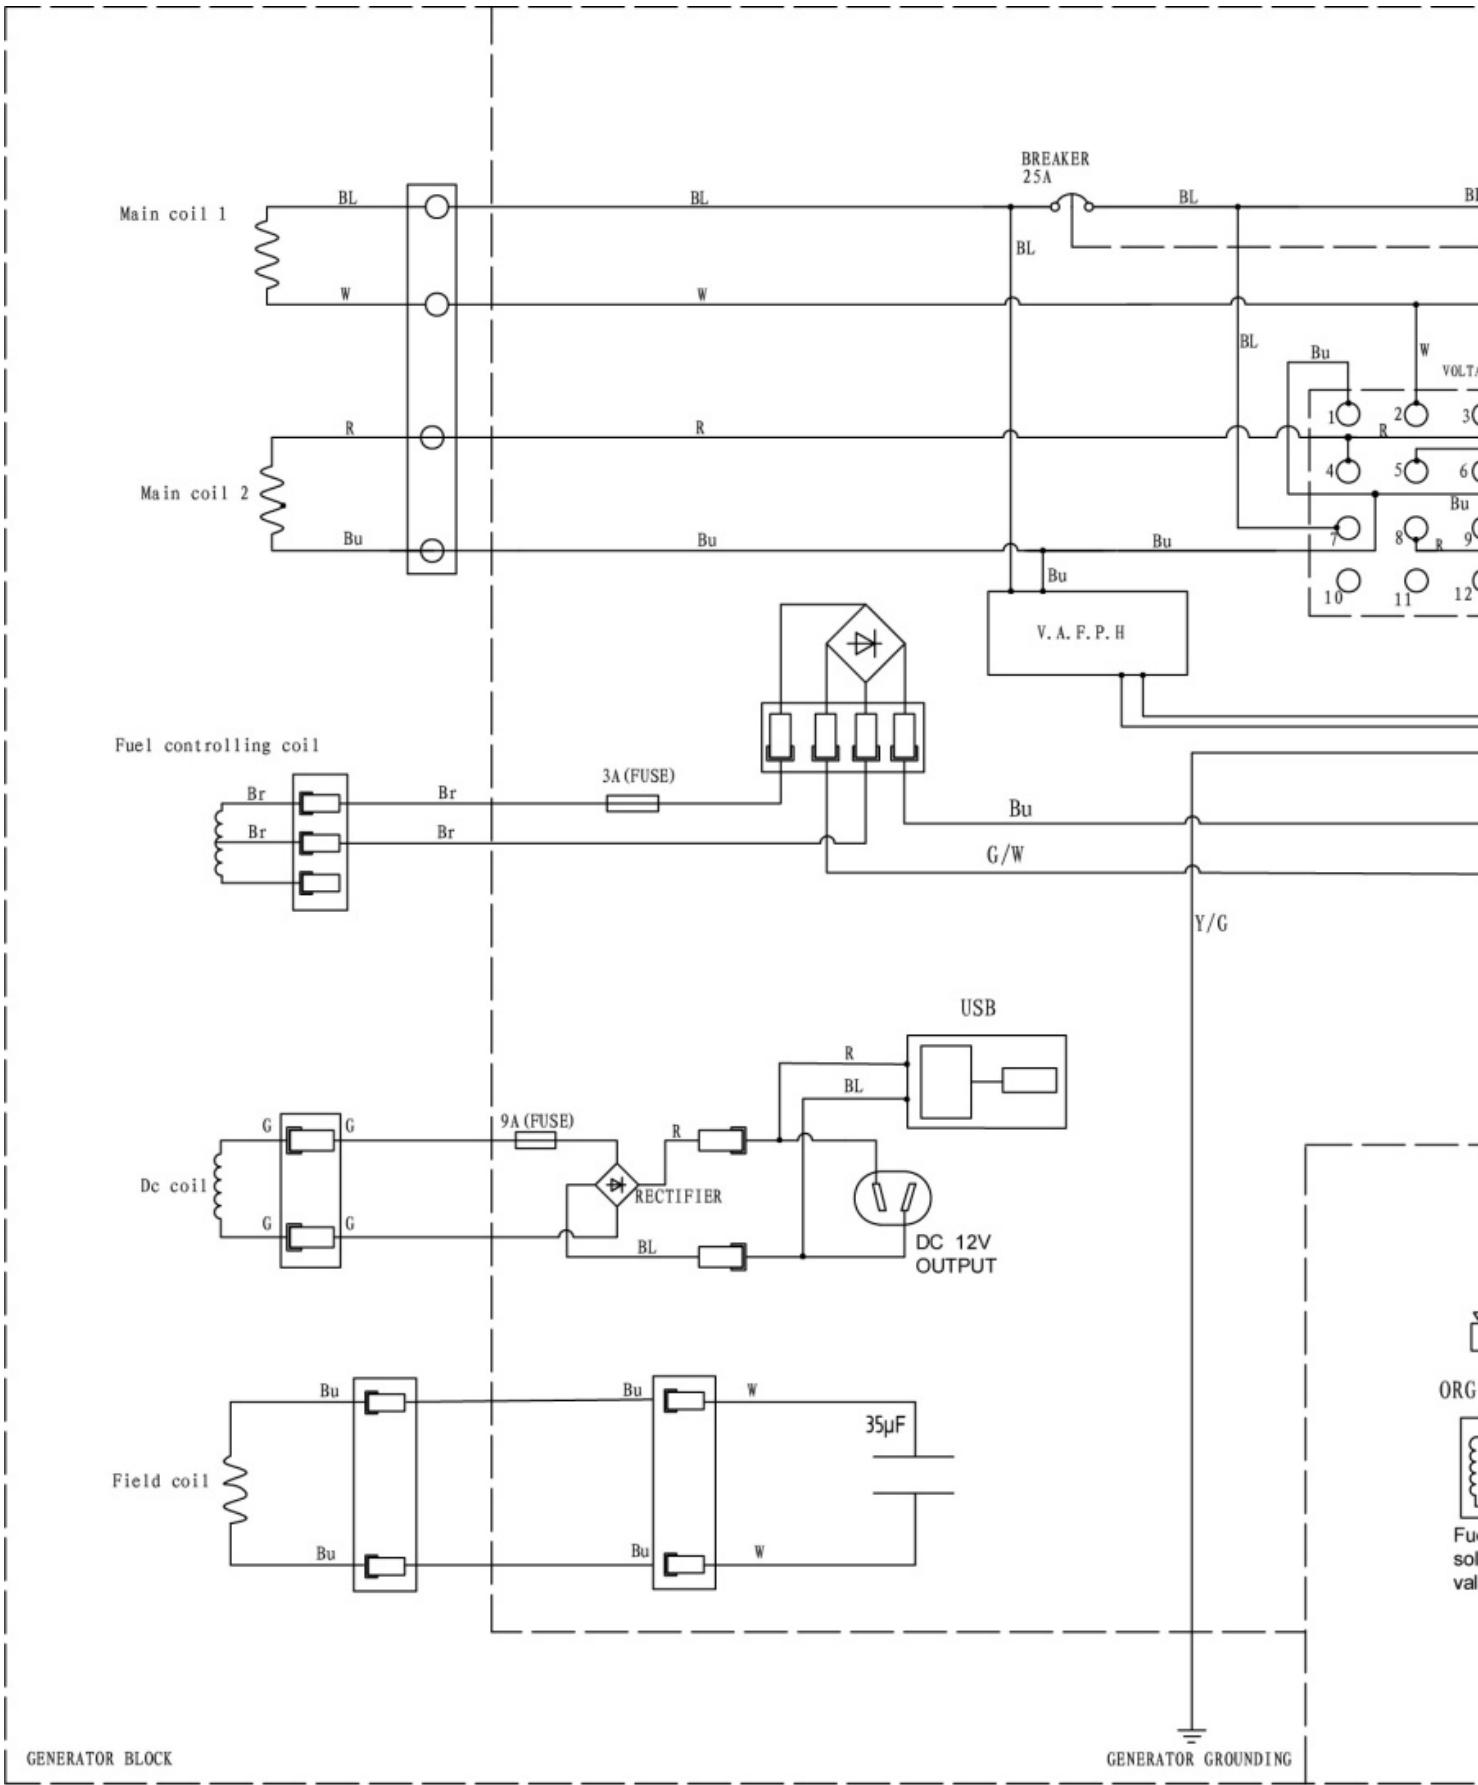 BREAKER
25A
Main coil 1
BL
BL
BL
BL
W
W
BL
BL
Bu
W
1
2
3
R
R
R
Main coil 2
4
5
6
Bu
Bu
Bu
Bu
7
8
R
9
Bu
10
11
12
V.A.F.P.H
Fuel controlling coil
3A(FUSE)
Br
Br
Br
Br
Bu
G/W
Y/G
USB
R
BL
9A(FUSE)
G
G
R
Dc coil
RECTIFIER
G
G
BL
DC 12V
OUTPUT
Bu
Bu
W
35µF
ORG
Field coil
Bu
Bu
W
GENERATOR BLOCK
GENERATOR GROUNDING